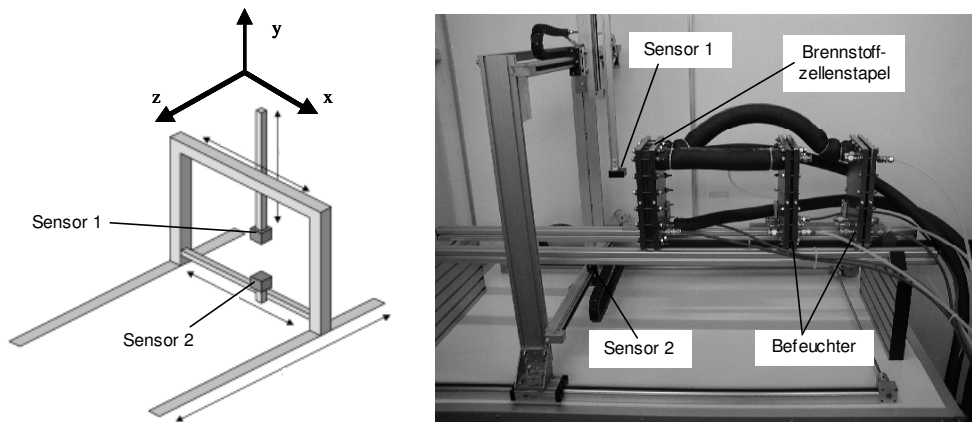 y
z
x
Sensor 1
Sensor 2
Sensor 1
Brennstoff-
zellenstapel
Sensor 2
Befeuchter